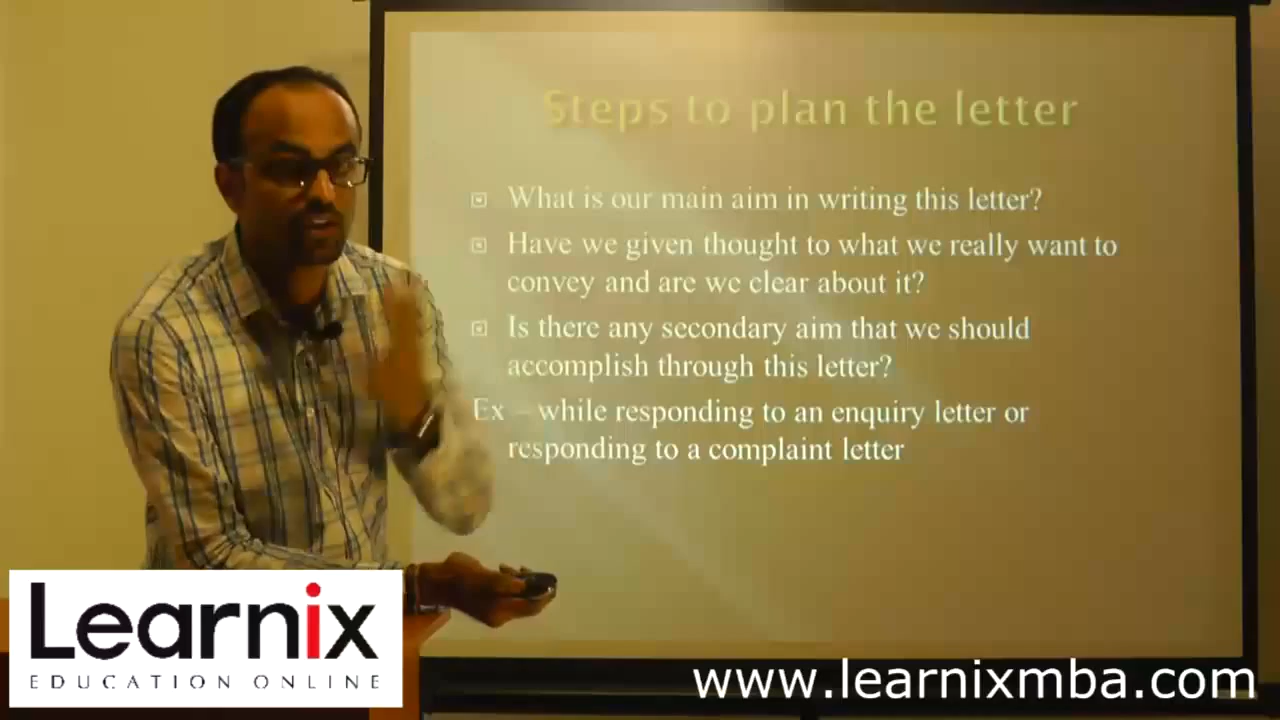 Steps to plan the letter
What is our main aim in writing this letter?
Have we given thought to what we really want to
convey and are we clear about it?
Is there any secondary aim that we should
accomplish through this letter?
Ex – while responding to an enquiry letter or
responding to a complaint letter
Learnix
EDUCATION ONLINE
www.learnixmba.com